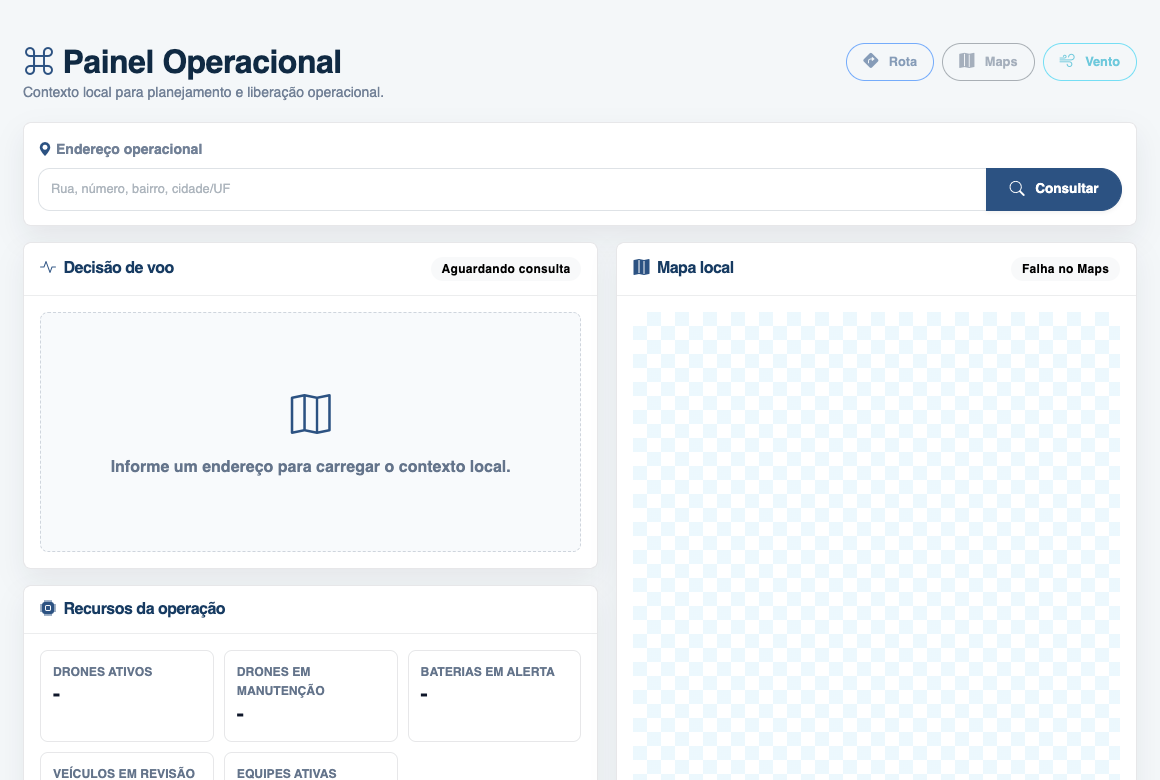 Painel Operacional
Contexto local para planejamento e liberação operacional.
Rota
Maps
Vento
Endereço operacional
Rua, número, bairro, cidade/UF
Consultar
Decisão de voo
Aguardando consulta
Informe um endereço para carregar o contexto local.
Mapa local
Falha no Maps
Recursos da operação
DRONES ATIVOS
-
DRONES EM
MANUTENÇÃO
-
BATERIAS EM ALERTA
-
VEÍCULOS EM REVISÃO
EQUIPES ATIVAS